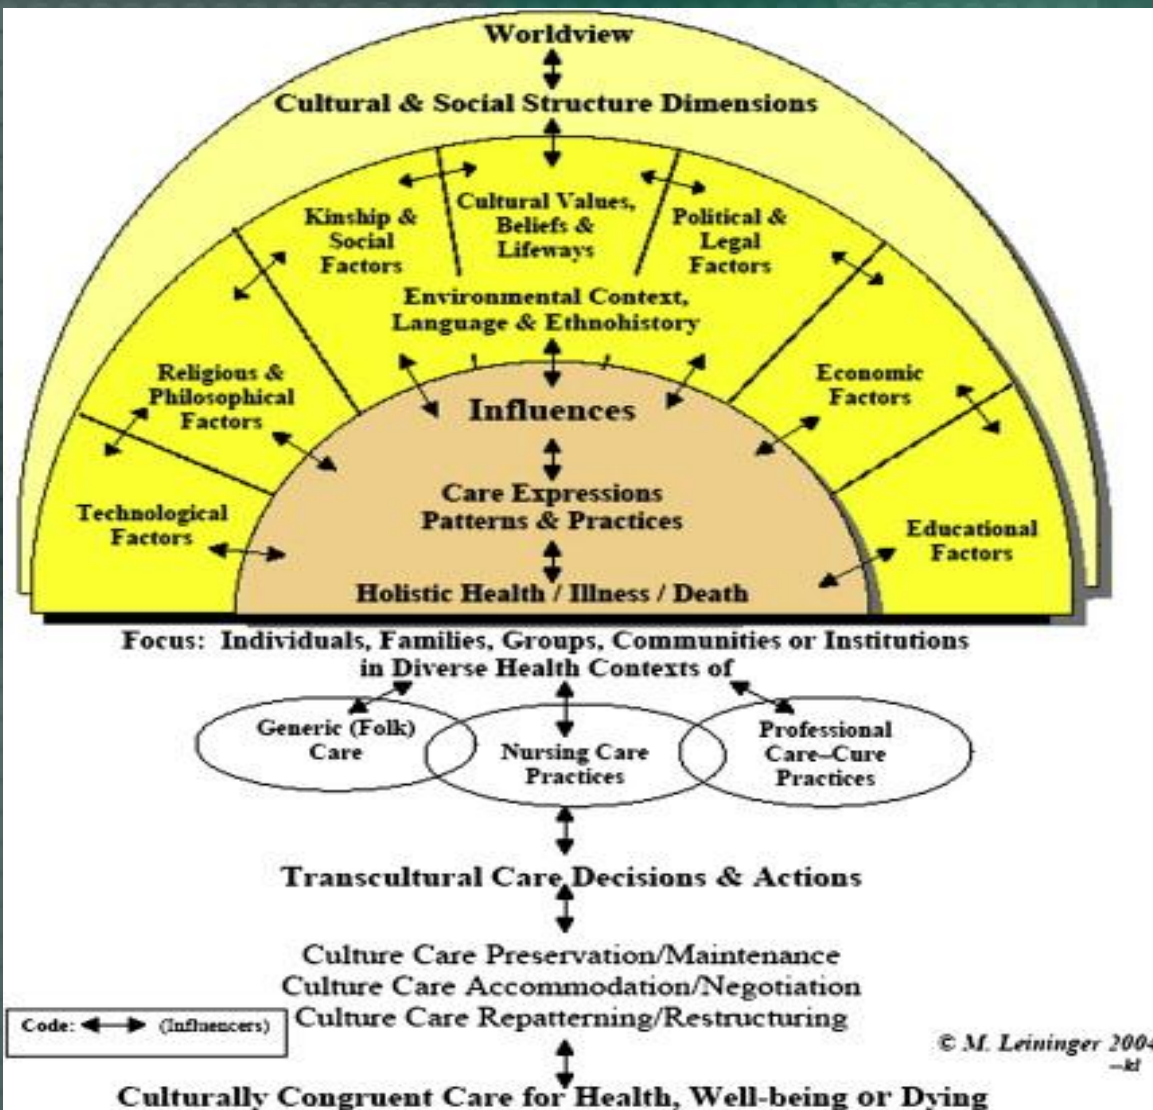 Worldview
Cultural & Social Structure Dimensions
Kinship &
Social
Factors
Cultural Values,
Beliefs &
Lifeways
Political &
Legal
Factors
Environmental Context,
Language & Ethnohistory
Religious &
Philosophical
Factors
Economic
Factors
Technological
Factors
Educational
Factors
Influences
Care Expressions
Patterns & Practices
Holistic Health / Illness / Death
Focus: Individuals, Families, Groups, Communities or Institutions
in Diverse Health Contexts of
Generic (Folk)
Care
Nursing Care
Practices
Professional
Care–Cure
Practices
Transcultural Care Decisions & Actions
Culture Care Preservation/Maintenance
Culture Care Accommodation/Negotiation
Culture Care Repatterning/Restructuring
Code: (Influencers)
© M. Leininger 2004
–kl
Culturally Congruent Care for Health, Well-being or Dying